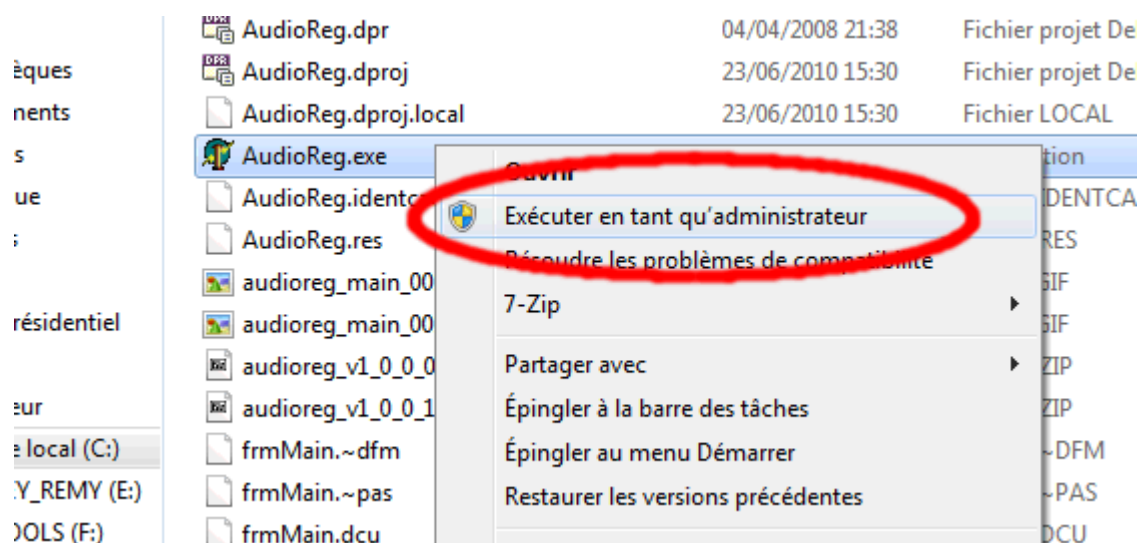 AudioReg.dpr 04/04/2008 21:38 Fichier projet De
èques AudioReg.dproj 23/06/2010 15:30 Fichier projet De
ments AudioReg.dproj.local 23/06/2010 15:30 Fichier LOCAL
s AudioReg.exe Ouvrir tion
ue AudioReg.identc Exécuter en tant qu'administrateur IDENTCA
AudioReg.res Résoudre les problèmes de compatibilité RES
audioreg_main_00 GIF
résidentiel audioreg_main_00 7-Zip GIF
audioreg_v1_0_0_0 Partager avec ZIP
eur audioreg_v1_0_0_1 Épingler à la barre des tâches ZIP
e local (C:) frmMain.~dfm Épingler au menu Démarrer ~DFM
Y_REMY (E:) frmMain.~pas Restaurer les versions précédentes ~PAS
OOLS (F:) frmMain.dcu DCU